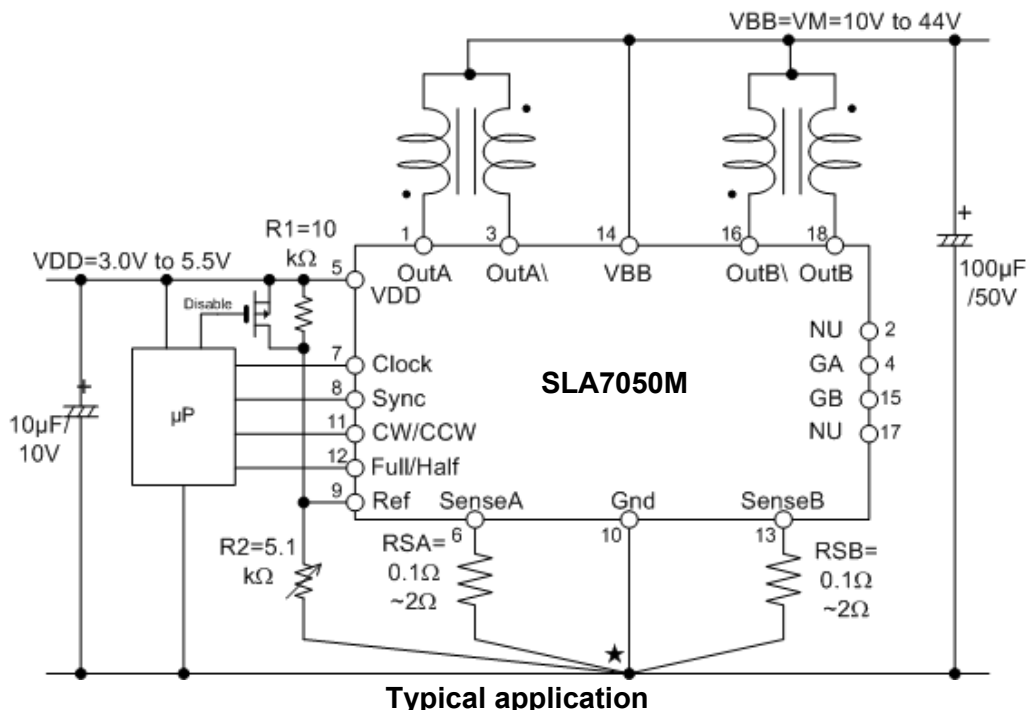 VBB=VM=10V to 44V
R1=10
kΩ
1
3
14
16
18
+
VDD=3.0V to 5.5V
5
OutA
OutA\
VBB
OutB\
OutB
100µF
/50V
VDD
Disable
NU
2
7
Clock
GA
4
SLA7050M
+
8
Sync
GB
15
10µF/
10V
µP
11
CW/CCW
NU
17
12
Full/Half
9
Ref
SenseA
Gnd
SenseB
6
10
13
R2=5.1
kΩ
RSA=
0.1Ω
~2Ω
RSB=
0.1Ω
~2Ω
★
Typical application